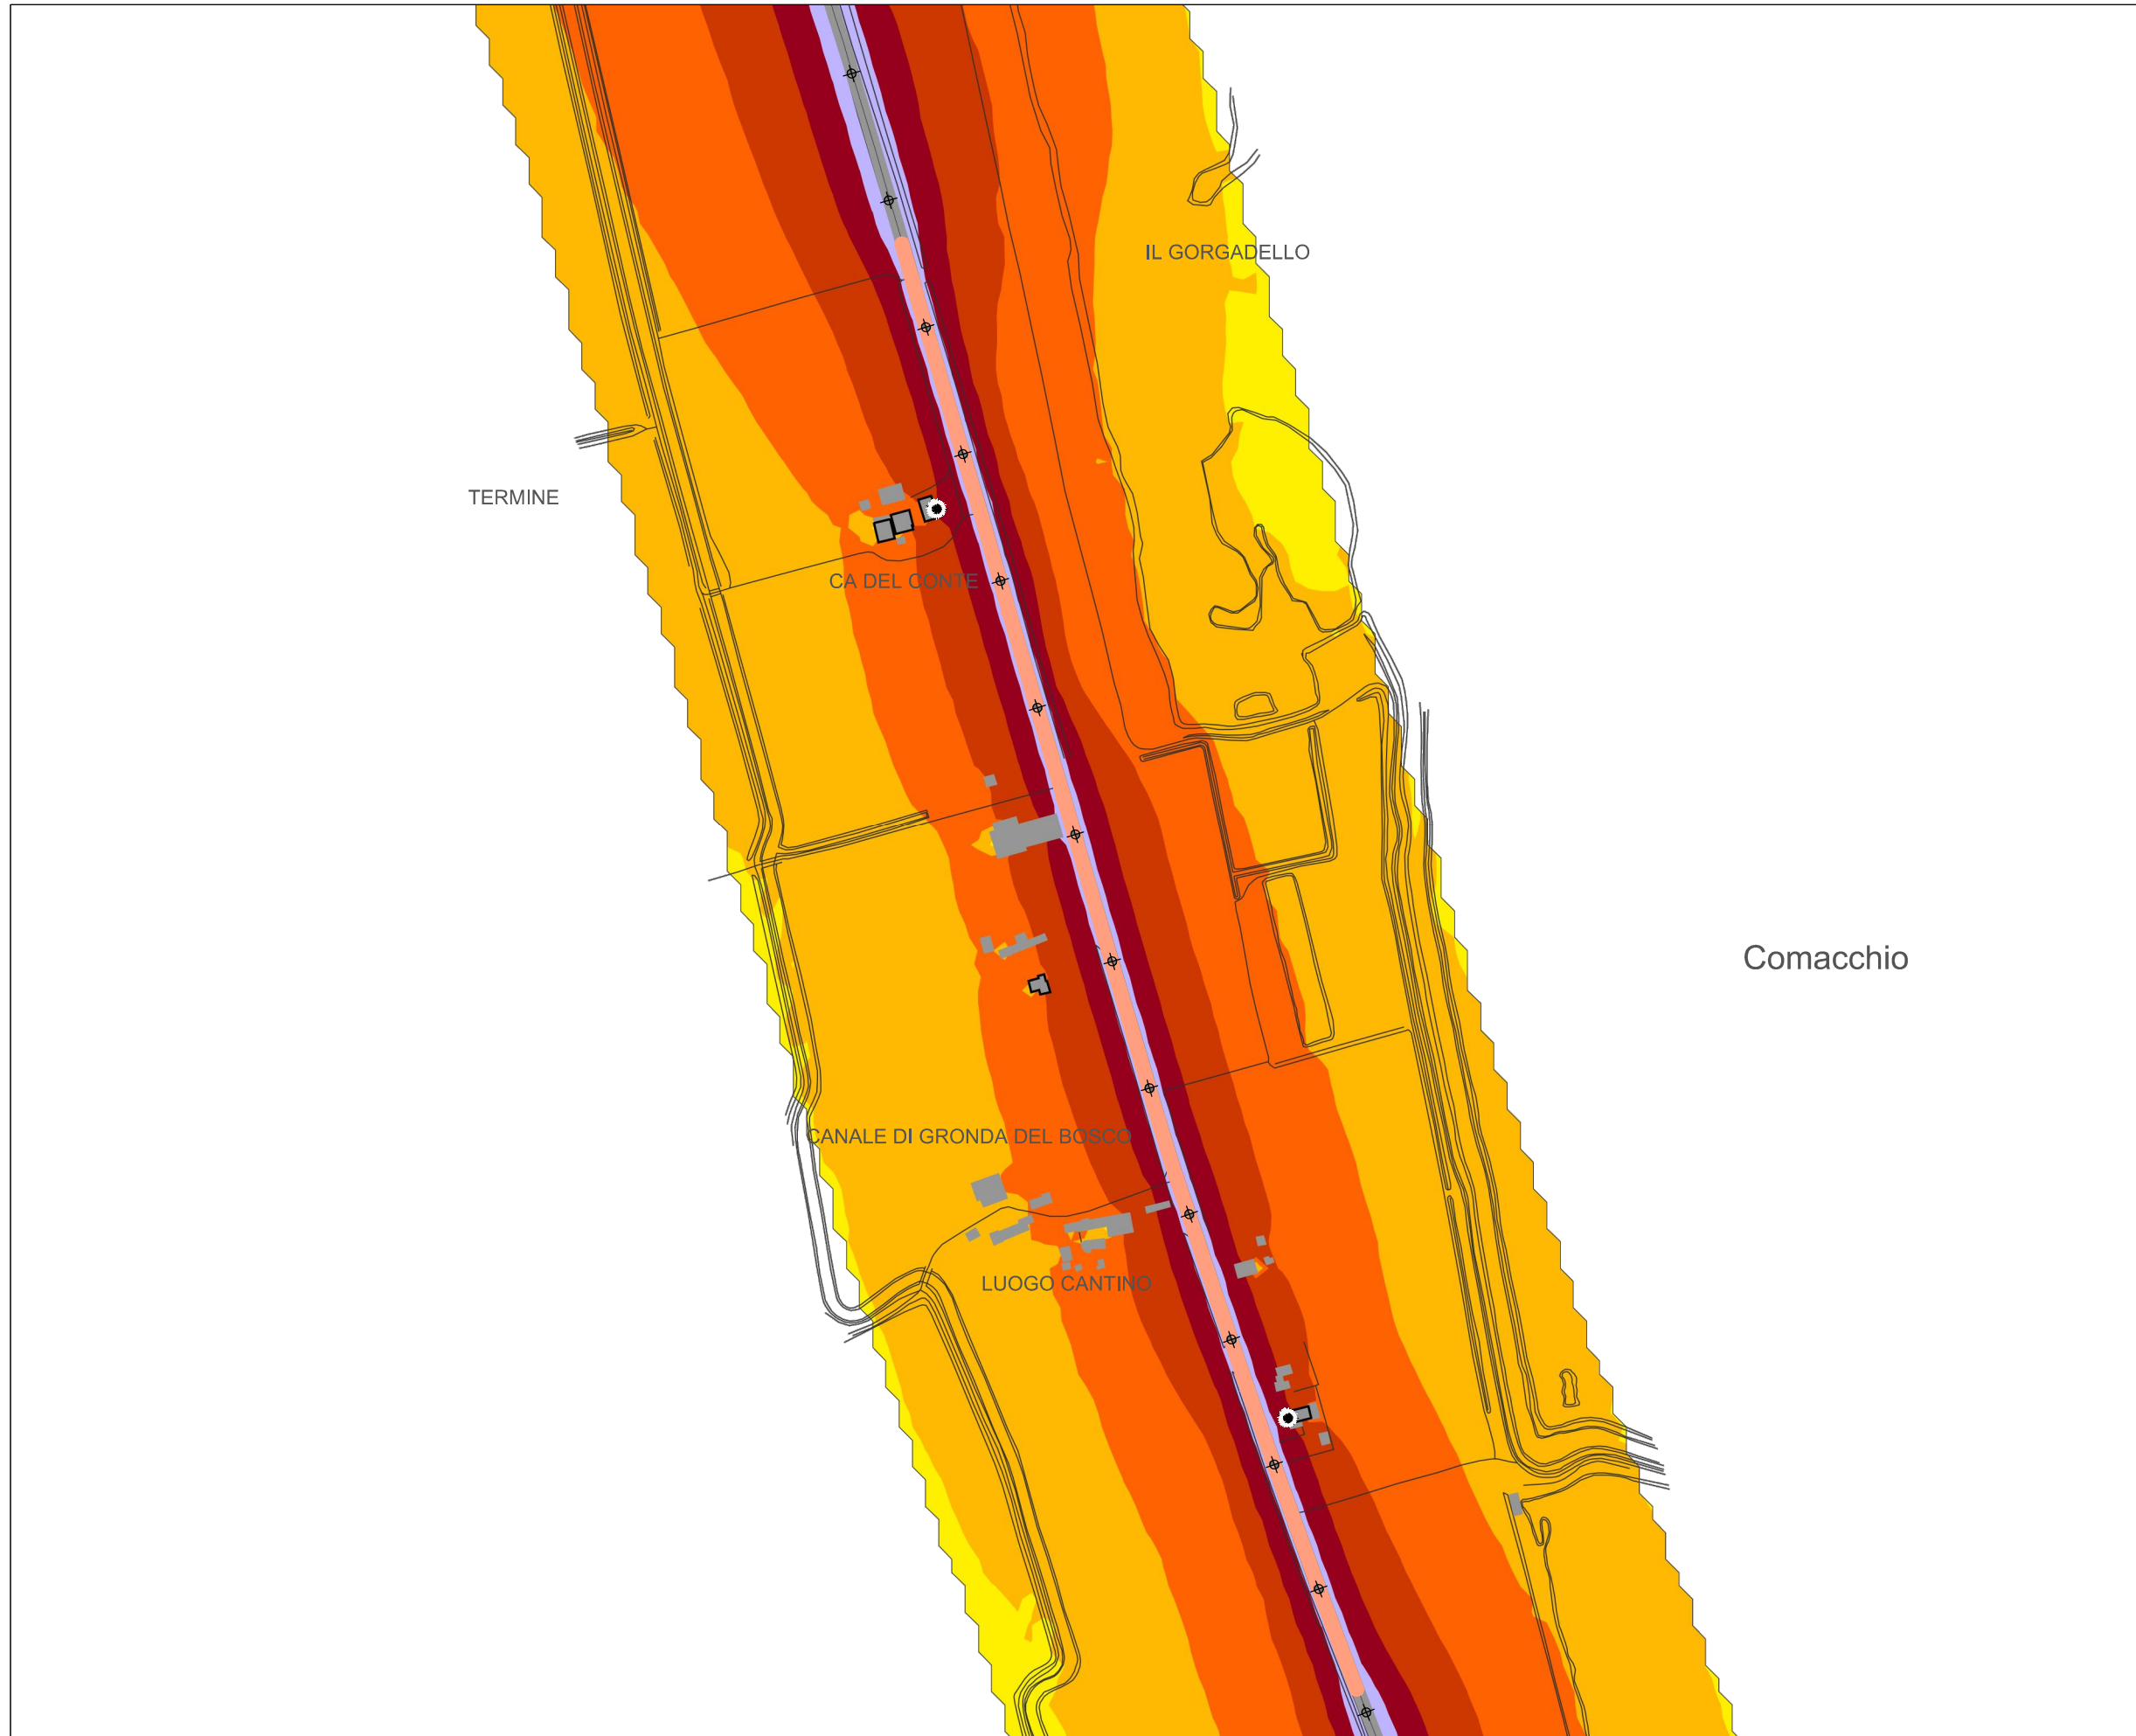 IL GORGADELLO
TERMINE
CA DEL CONTE
Comacchio
CANALE DI GRONDA DEL BOSCO
LUOGO CANTINO